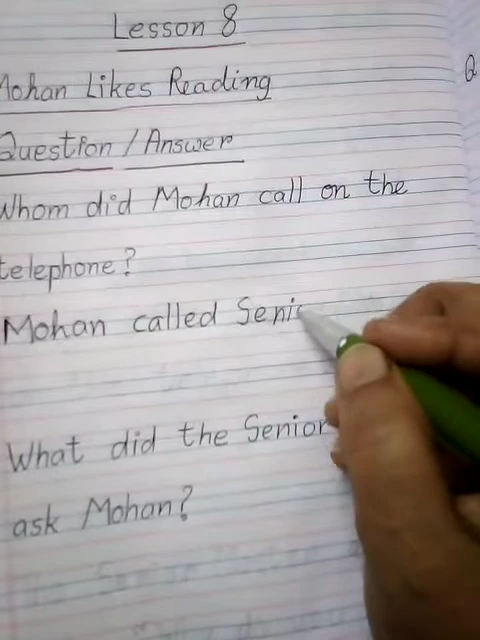 Lesson 8
Mohan Likes Reading
Question / Answer
Whom did Mohan call on the
telephone?
Mohan called Senio
What did the Senior
ask Mohan?
Q